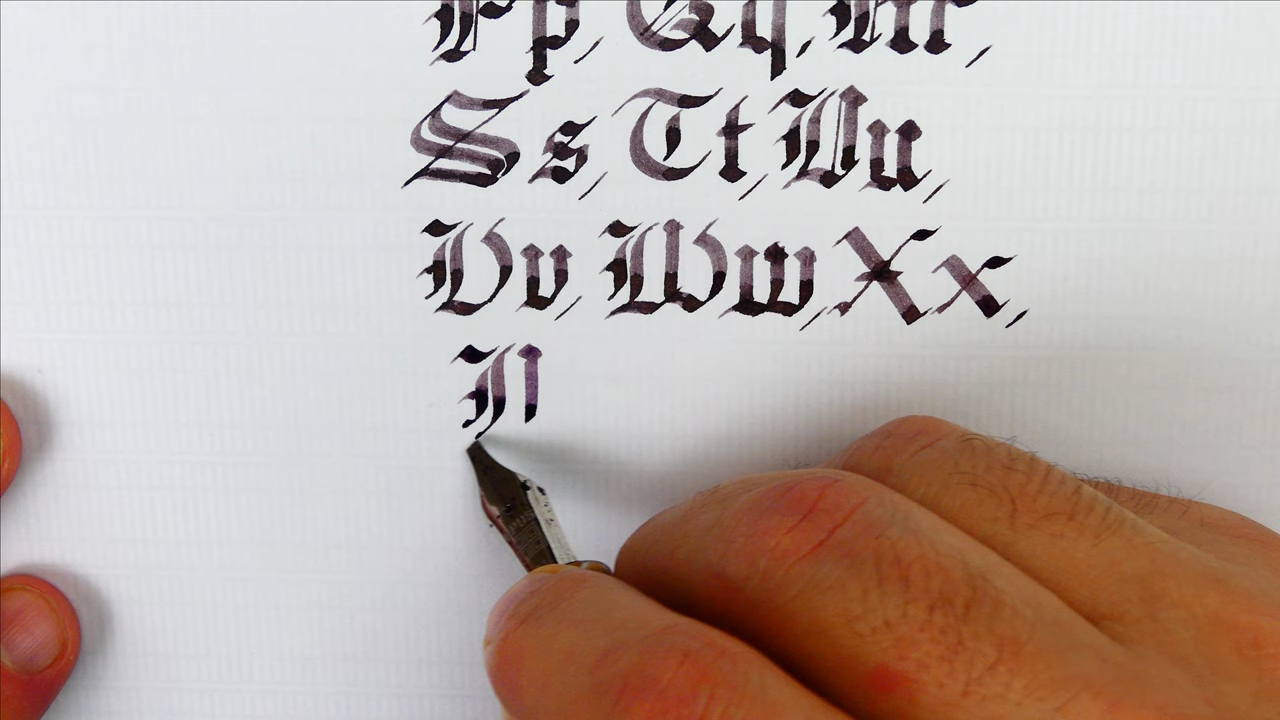 Pp, Qq, Rr,
Ss, Tt, Uu,
Vv, Ww, Xx,